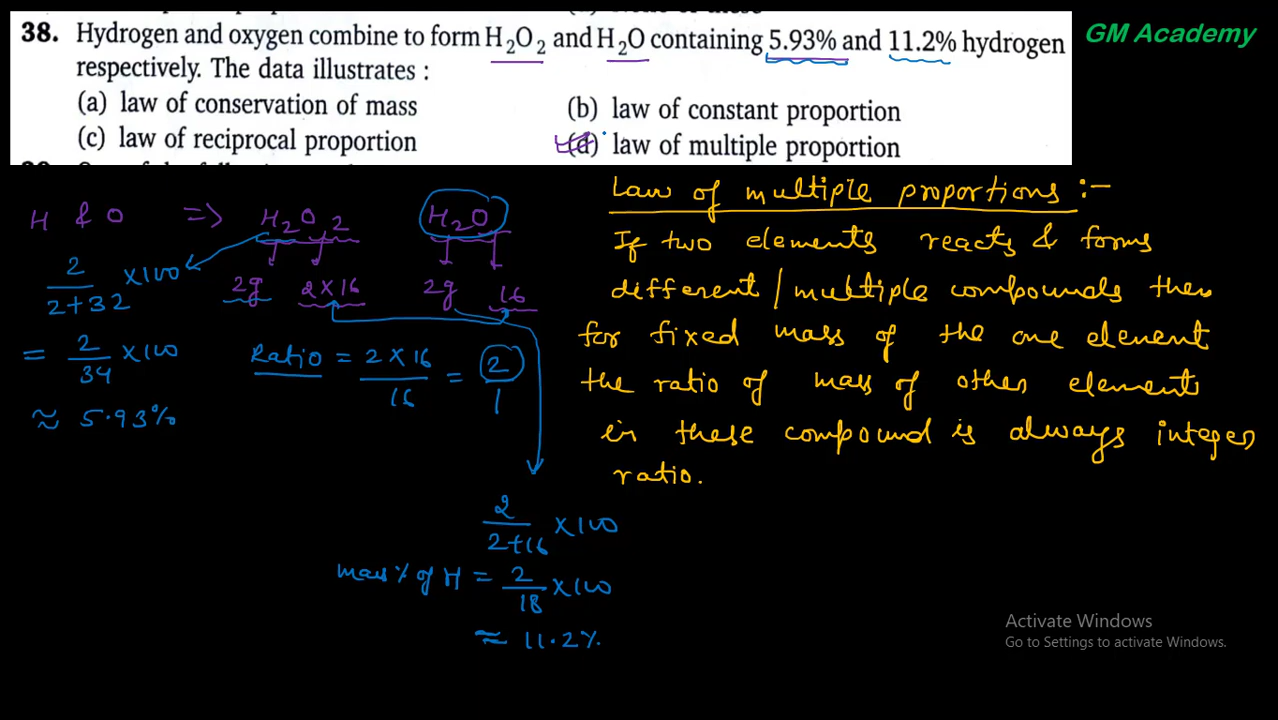 38. Hydrogen and oxygen combine to form H₂O₂ and H₂O containing 5.93% and 11.2% hydrogen
respectively. The data illustrates :
(a) law of conservation of mass
(b) law of constant proportion
(c) law of reciprocal proportion
(d) law of multiple proportion
GM Academy
H & O => H₂O₂ H₂O
2g 2×16 2g 16
2/(2+32) ×100
= 2/34 ×100
≈ 5.93%
Ratio = 2×16/16 = 2/1
2/(2+16) ×100
mass % of H = 2/18 ×100
≈ 11.2%
Law of multiple proportions :-
If two elements reacts & forms
different/multiple compounds then
for fixed mass of the one element
the ratio of mass of other elements
in these compound is always integer
ratio.
Activate Windows
Go to Settings to activate Windows.